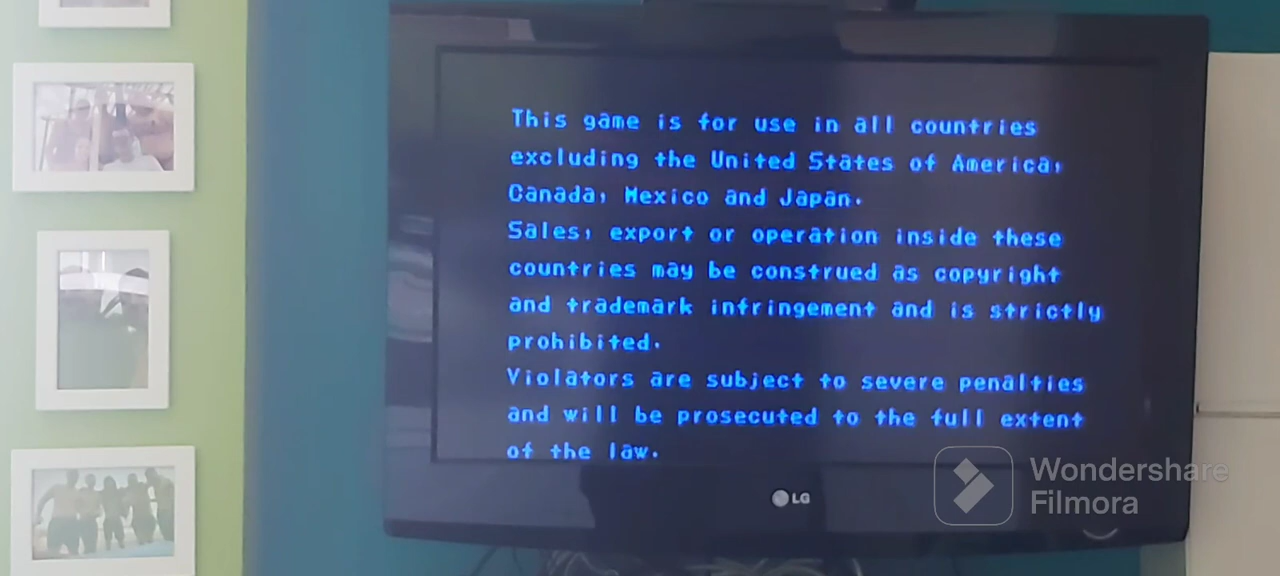 This game is for use in all countries
excluding the United States of America,
Canada, Mexico and Japan.
Sales, export or operation inside these
countries may be construed as copyright
and trademark infringement and is strictly
prohibited.
Violators are subject to severe penalties
and will be prosecuted to the full extent
of the law.
LG
Wondershare
Filmora